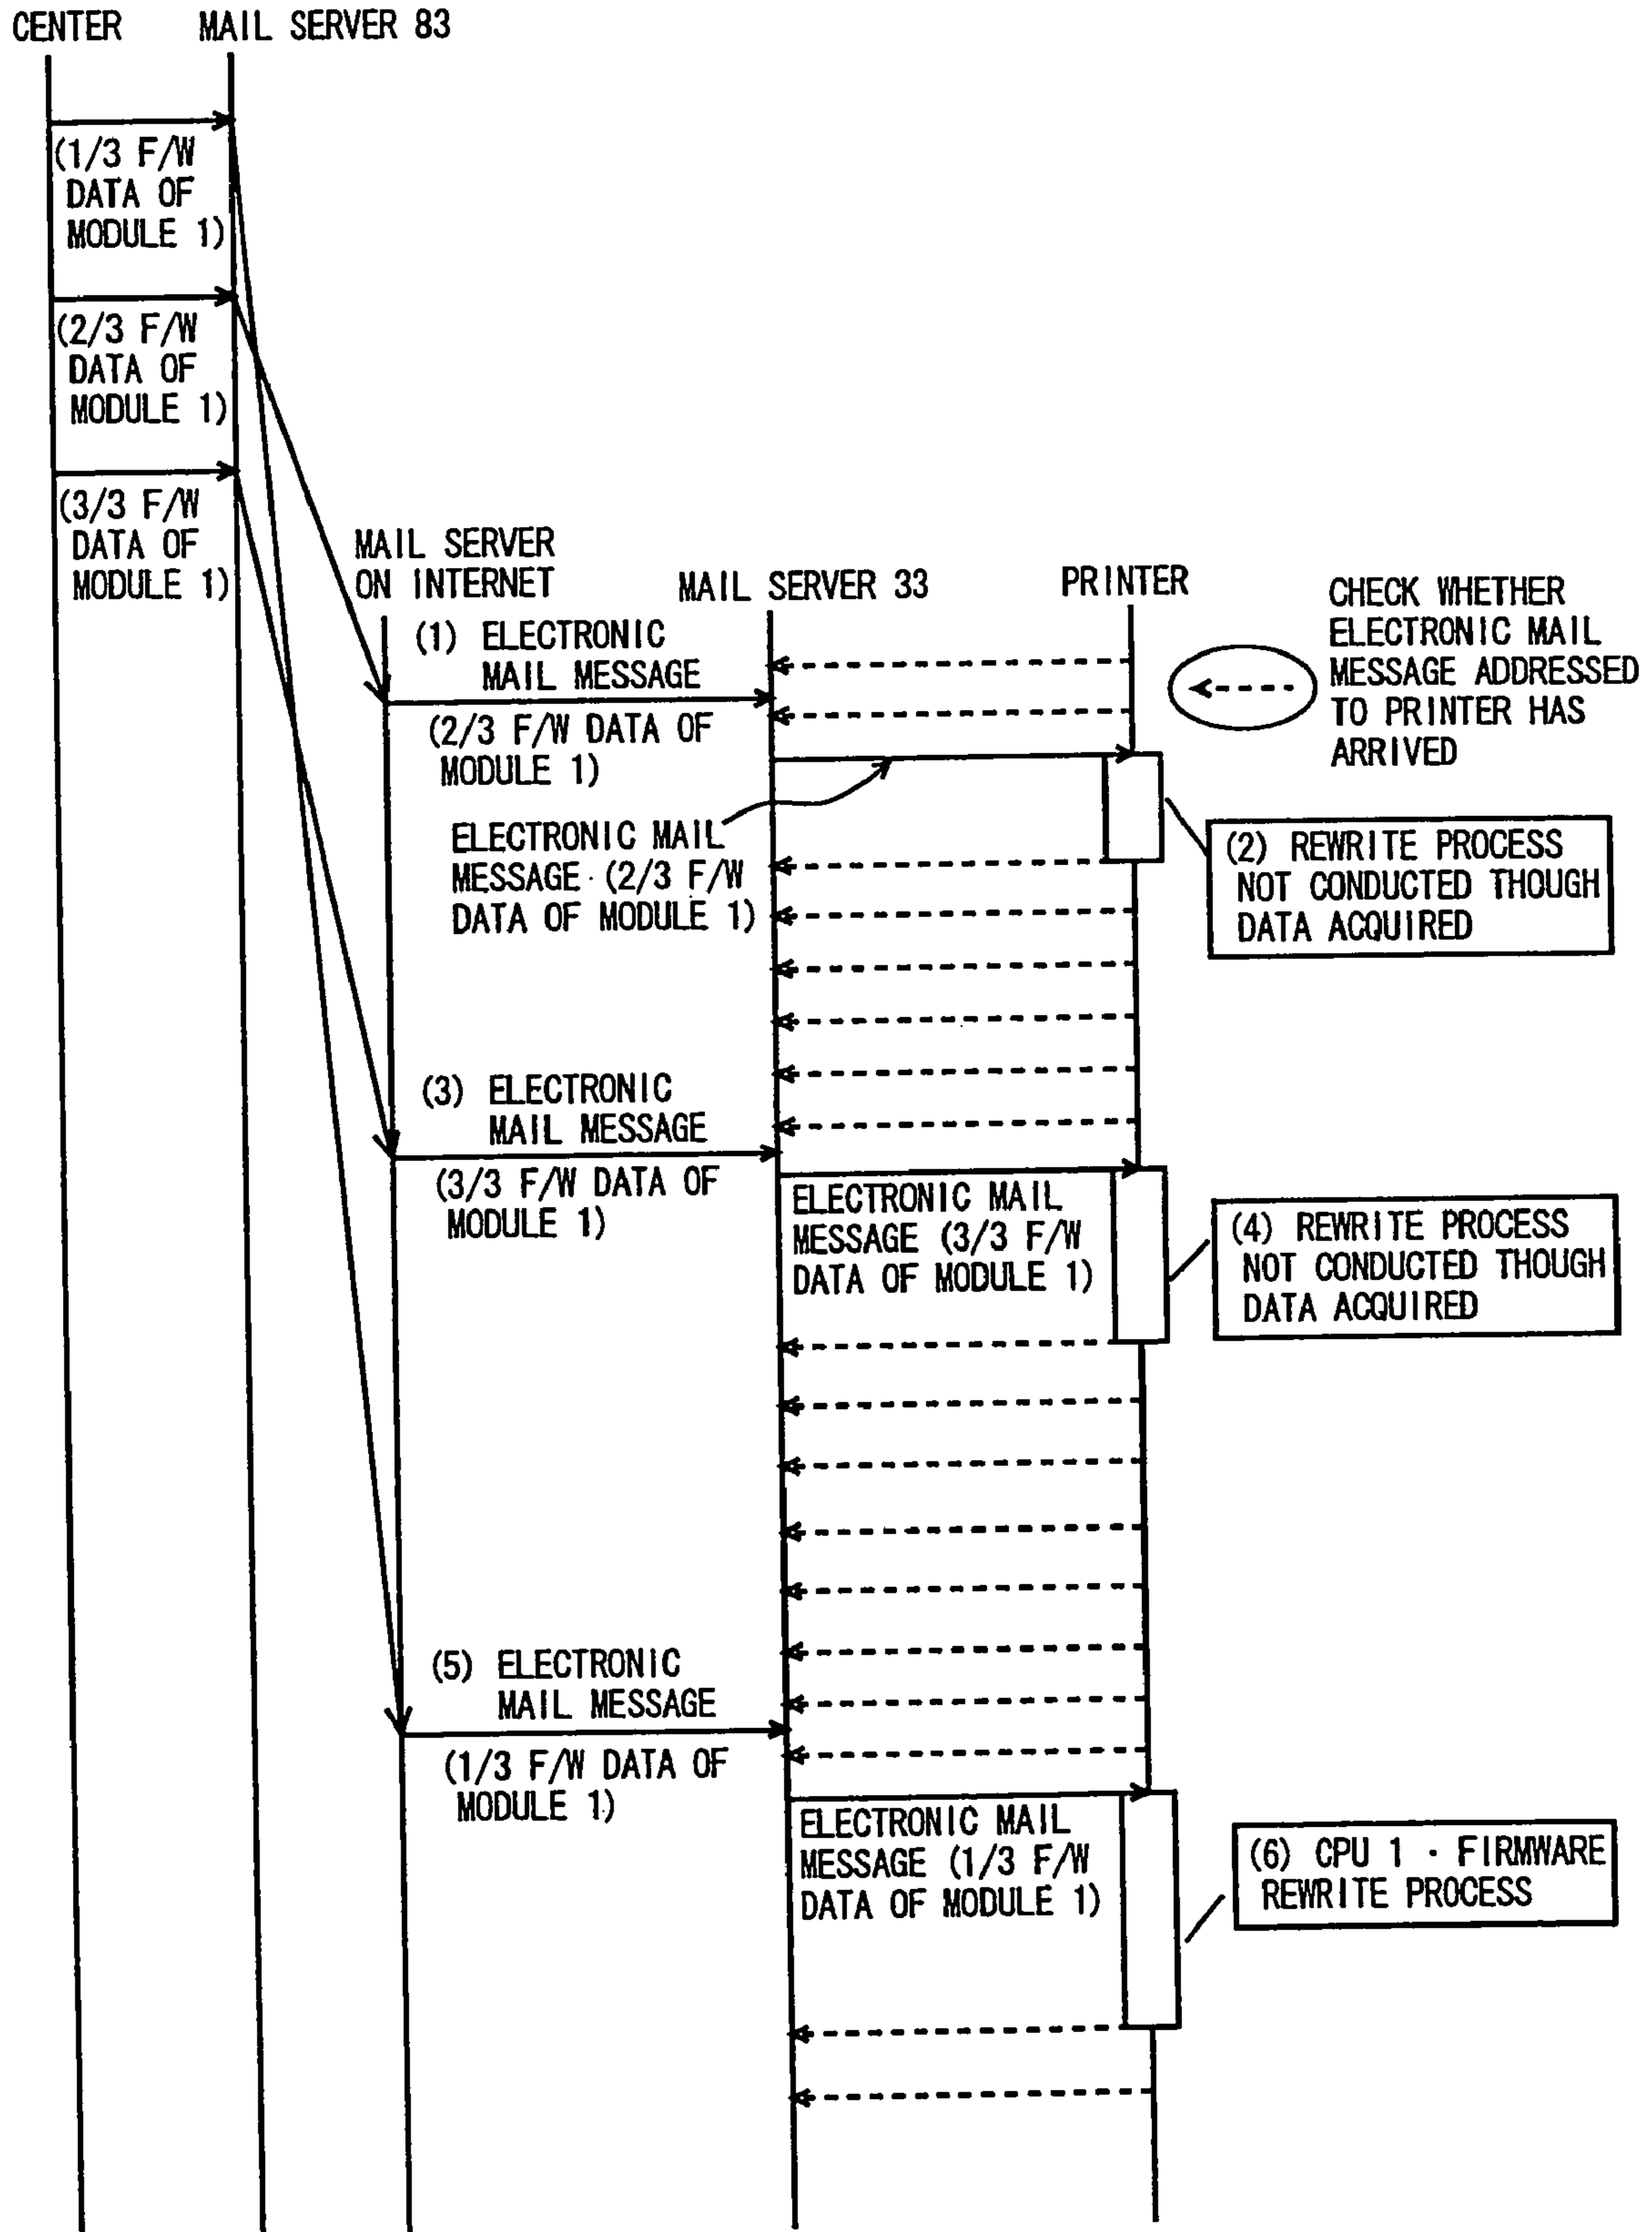 CENTER
MAIL SERVER 83
(1/3 F/W
DATA OF
MODULE 1)
(2/3 F/W
DATA OF
MODULE 1)
(3/3 F/W
DATA OF
MODULE 1)
MAIL SERVER
ON INTERNET
MAIL SERVER 33
PRINTER
CHECK WHETHER
ELECTRONIC MAIL
MESSAGE ADDRESSED
TO PRINTER HAS
ARRIVED
(1) ELECTRONIC
MAIL MESSAGE
(2/3 F/W DATA OF
MODULE 1)
ELECTRONIC MAIL
MESSAGE (2/3 F/W
DATA OF MODULE 1)
(2) REWRITE PROCESS
NOT CONDUCTED THOUGH
DATA ACQUIRED
(3) ELECTRONIC
MAIL MESSAGE
(3/3 F/W DATA OF
MODULE 1)
ELECTRONIC MAIL
MESSAGE (3/3 F/W
DATA OF MODULE 1)
(4) REWRITE PROCESS
NOT CONDUCTED THOUGH
DATA ACQUIRED
(5) ELECTRONIC
MAIL MESSAGE
(1/3 F/W DATA OF
MODULE 1)
ELECTRONIC MAIL
MESSAGE (1/3 F/W
DATA OF MODULE 1)
(6) CPU 1 · FIRMWARE
REWRITE PROCESS